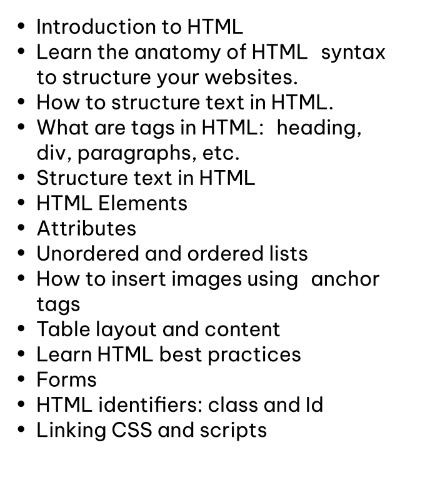 • Introduction to HTML
• Learn the anatomy of HTML syntax
to structure your websites.
• How to structure text in HTML.
• What are tags in HTML: heading,
div, paragraphs, etc.
• Structure text in HTML
• HTML Elements
• Attributes
• Unordered and ordered lists
• How to insert images using anchor
tags
• Table layout and content
• Learn HTML best practices
• Forms
• HTML identifiers: class and Id
• Linking CSS and scripts